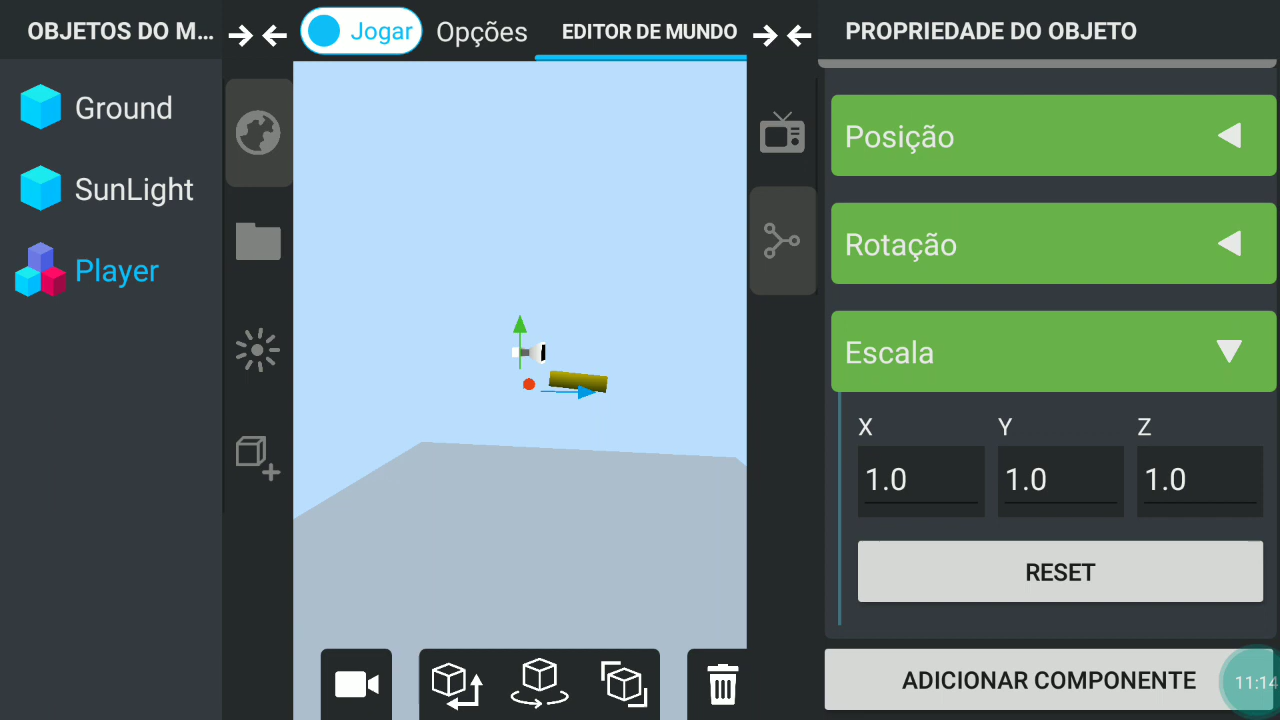 OBJETOS DO M...
Jogar
Opções
EDITOR DE MUNDO
PROPRIEDADE DO OBJETO
Ground
SunLight
Player
Posição
Rotação
Escala
X Y Z
1.0 1.0 1.0
RESET
ADICIONAR COMPONENTE
11:14